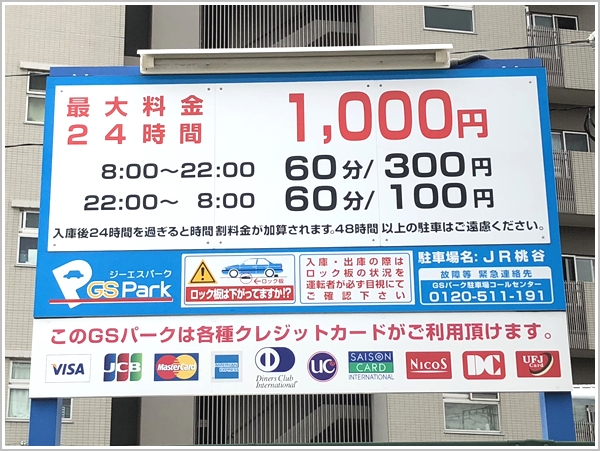 最大料金
24時間
1,000円
8:00〜22:00 60分/300円
22:00〜 8:00 60分/100円
入庫後24時間を過ぎると時間割料金が加算されます。48時間以上の駐車はご遠慮ください。
ジーエスパーク
GS Park
←ロック板
ロック板は下がってますか!?
入庫・出庫の際は
ロック板の状況を
運転者が必ず目視にて
ご確認下さい
駐車場名:JR桃谷
故障等 緊急連絡先
GSパーク駐車場コールセンター
0120-511-191
このGSパークは各種クレジットカードがご利用頂けます。
VISA
JCB
MasterCard
AMERICAN EXPRESS
Diners Club
International
UC
SAISON
CARD
INTERNATIONAL
NICOS
DC
UFJ
Card